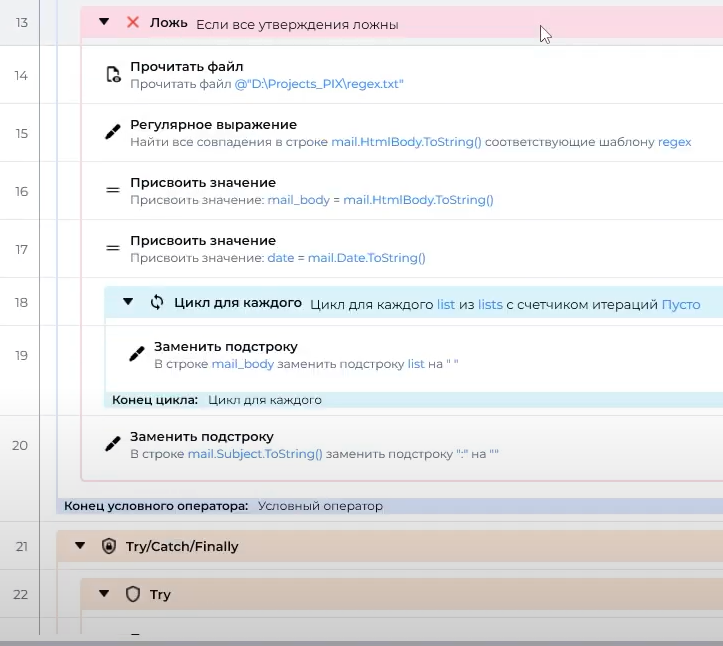 13
Ложь Если все утверждения ложны
14
Прочитать файл
Прочитать файл @"D:\Projects_PIX\regex.txt"
15
Регулярное выражение
Найти все совпадения в строке mail.HtmlBody.ToString() соответствующие шаблону regex
16
Присвоить значение
Присвоить значение: mail_body = mail.HtmlBody.ToString()
17
Присвоить значение
Присвоить значение: date = mail.Date.ToString()
18
Цикл для каждого Цикл для каждого list из lists с счетчиком итераций Пусто
19
Заменить подстроку
В строке mail_body заменить подстроку list на " "
Конец цикла: Цикл для каждого
20
Заменить подстроку
В строке mail.Subject.ToString() заменить подстроку ":" на ""
Конец условного оператора: Условный оператор
21
Try/Catch/Finally
22
Try